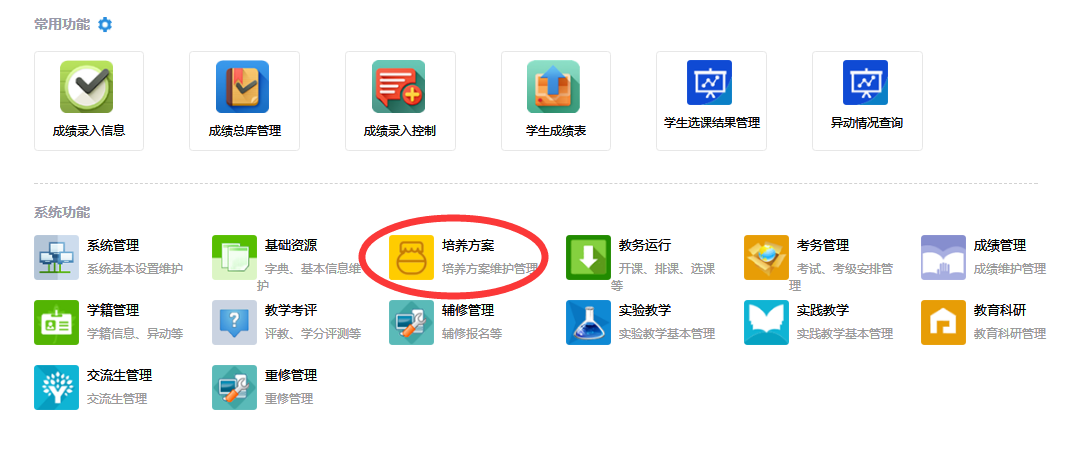 常用功能
成绩录入信息
成绩总库管理
成绩录入控制
学生成绩表
学生选课结果管理
异动情况查询
系统功能
系统管理
系统基本设置维护
基础资源
字典、基本信息维
护
培养方案
培养方案维护管理
教务运行
开课、排课、选课
等
考务管理
考试、考级安排管
理
成绩管理
成绩维护管理
学籍管理
学籍信息、异动等
教学考评
评教、学分评测等
辅修管理
辅修报名等
实验教学
实验教学基本管理
实践教学
实践教学基本管理
教育科研
教育科研管理
交流生管理
交流生管理
重修管理
重修管理